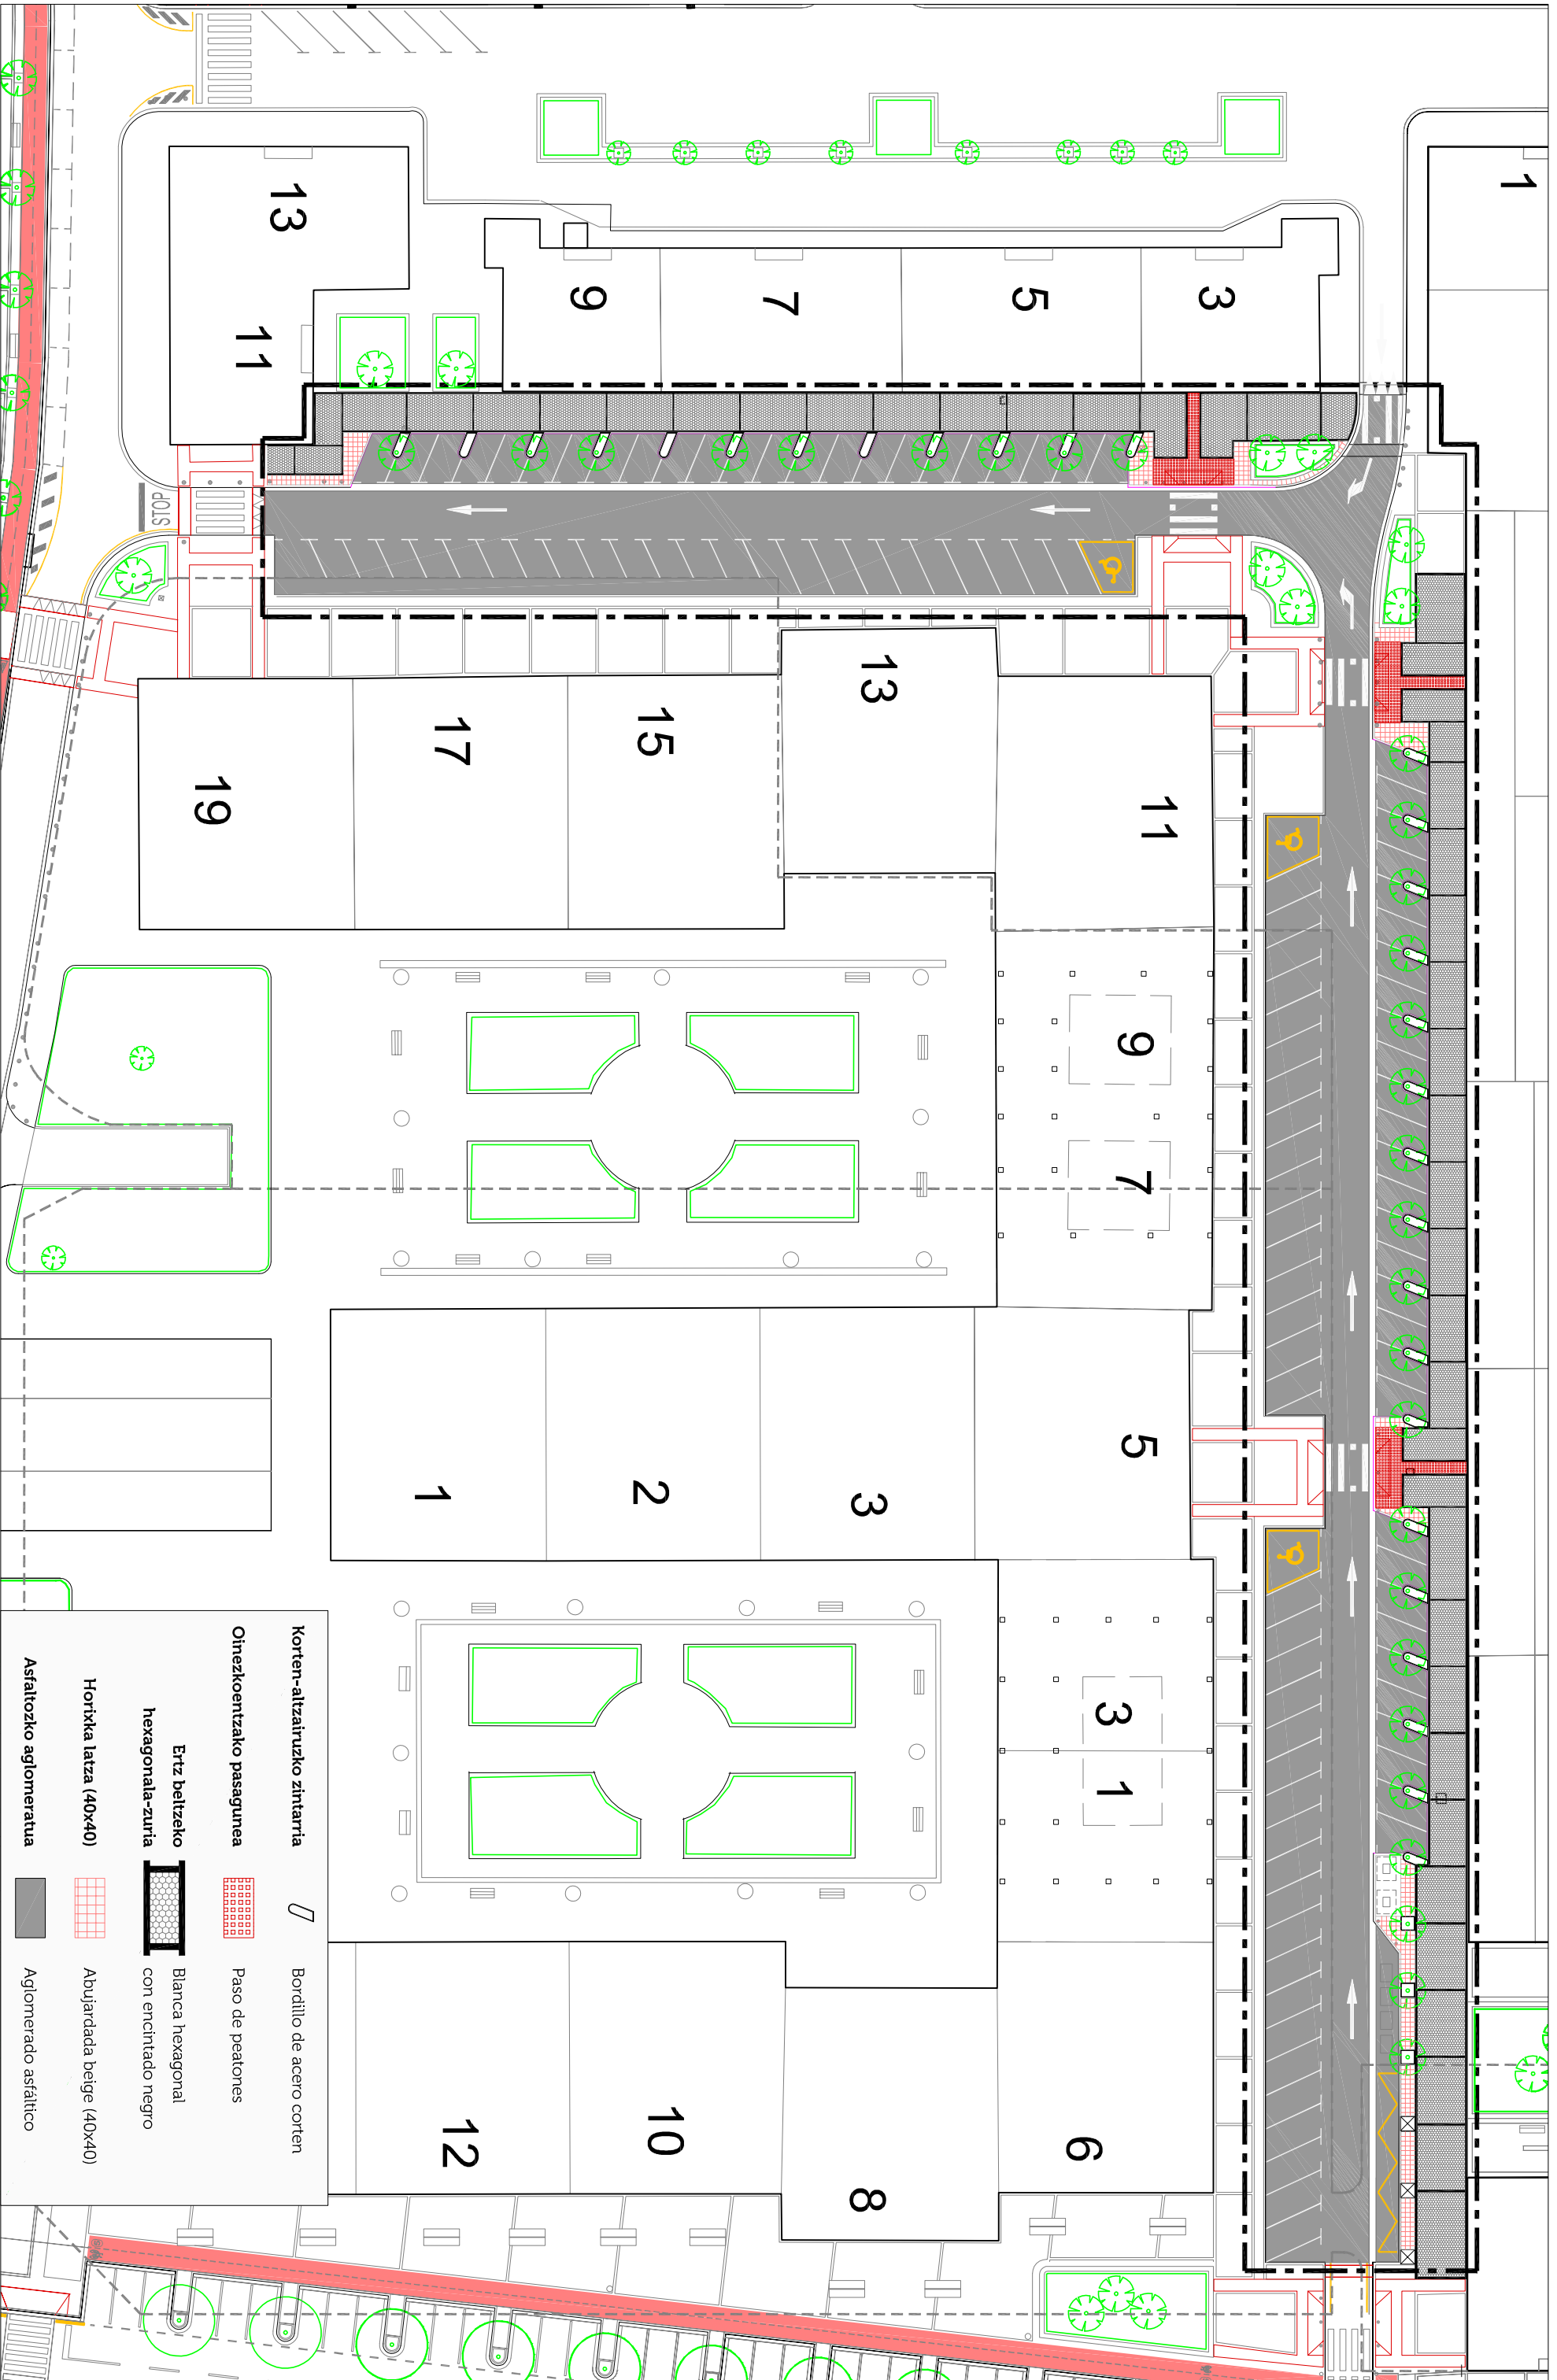 13
11
9
7
5
3
1
STOP
19
17
15
13
11
9
7
1
2
3
5
3
1
12
10
8
6
Korten-altzairuzko zintarria
Bordillo de acero corten
Oinezkoentzako pasagunea
Paso de peatones
Ertz beltzeko
hexagonala-zuria
Blanca hexagonal
con encintado negro
Horixka latza (40x40)
Abujardada beige (40x40)
Asfaltozko aglomeratua
Aglomerado asfáltico